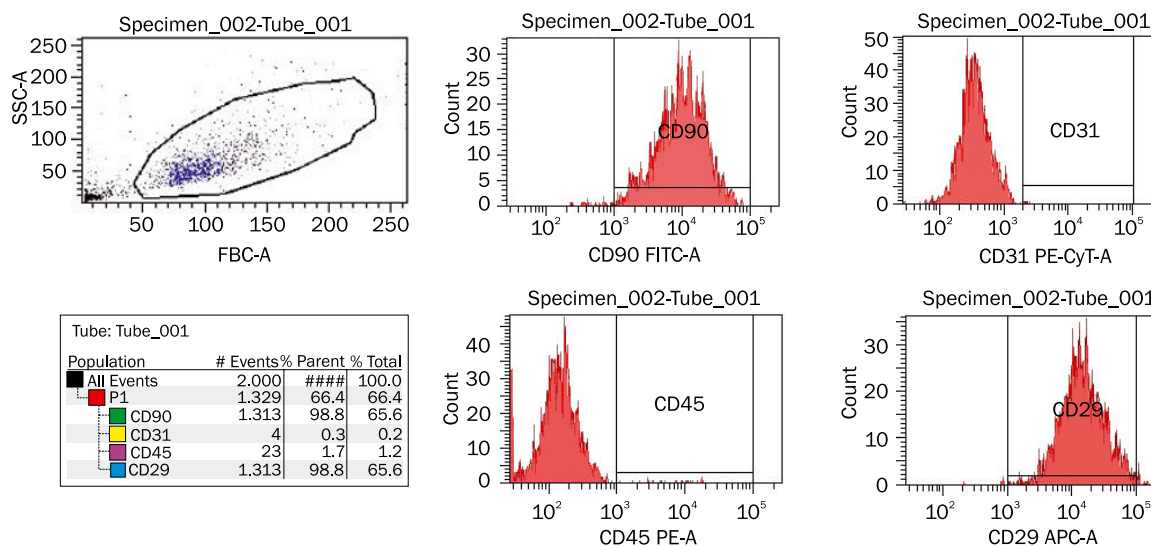 Specimen_002-Tube_001
SSC-A
250
200
150
100
50
50 100 150 200 250
FBC-A
Specimen_002-Tube_001
Count
30
25
20
15
10
5
0
CD90
10² 10³ 10⁴ 10⁵
CD90 FITC-A
Specimen_002-Tube_001
Count
50
40
30
20
10
0
CD31
10² 10³ 10⁴ 10⁵
CD31 PE-CyT-A
Tube: Tube_001
Population # Events % Parent % Total
All Events 2.000 #### 100.0
P1 1.329 66.4 66.4
CD90 1.313 98.8 65.6
CD31 4 0.3 0.2
CD45 23 1.7 1.2
CD29 1.313 98.8 65.6
Specimen_002-Tube_001
Count
40
30
20
10
0
CD45
10² 10³ 10⁴ 10⁵
CD45 PE-A
Specimen_002-Tube_001
Count
30
20
10
0
CD29
10² 10³ 10⁴ 10⁵
CD29 APC-A